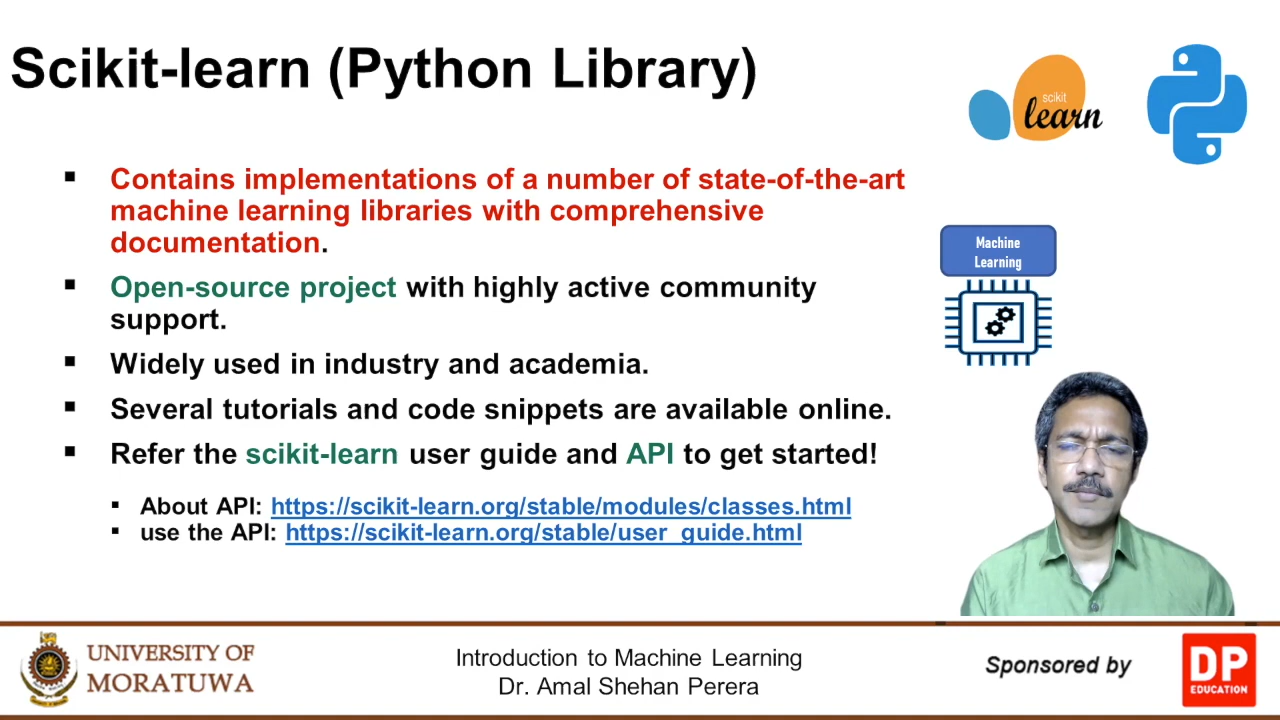 Scikit-learn (Python Library)
scikit
learn
Contains implementations of a number of state-of-the-art
machine learning libraries with comprehensive
documentation.
Machine
Learning
Open-source project with highly active community
support.
Widely used in industry and academia.
Several tutorials and code snippets are available online.
Refer the scikit-learn user guide and API to get started!
About API: https://scikit-learn.org/stable/modules/classes.html
use the API: https://scikit-learn.org/stable/user_guide.html
UNIVERSITY OF
MORATUWA
Introduction to Machine Learning
Dr. Amal Shehan Perera
Sponsored by
DP
EDUCATION